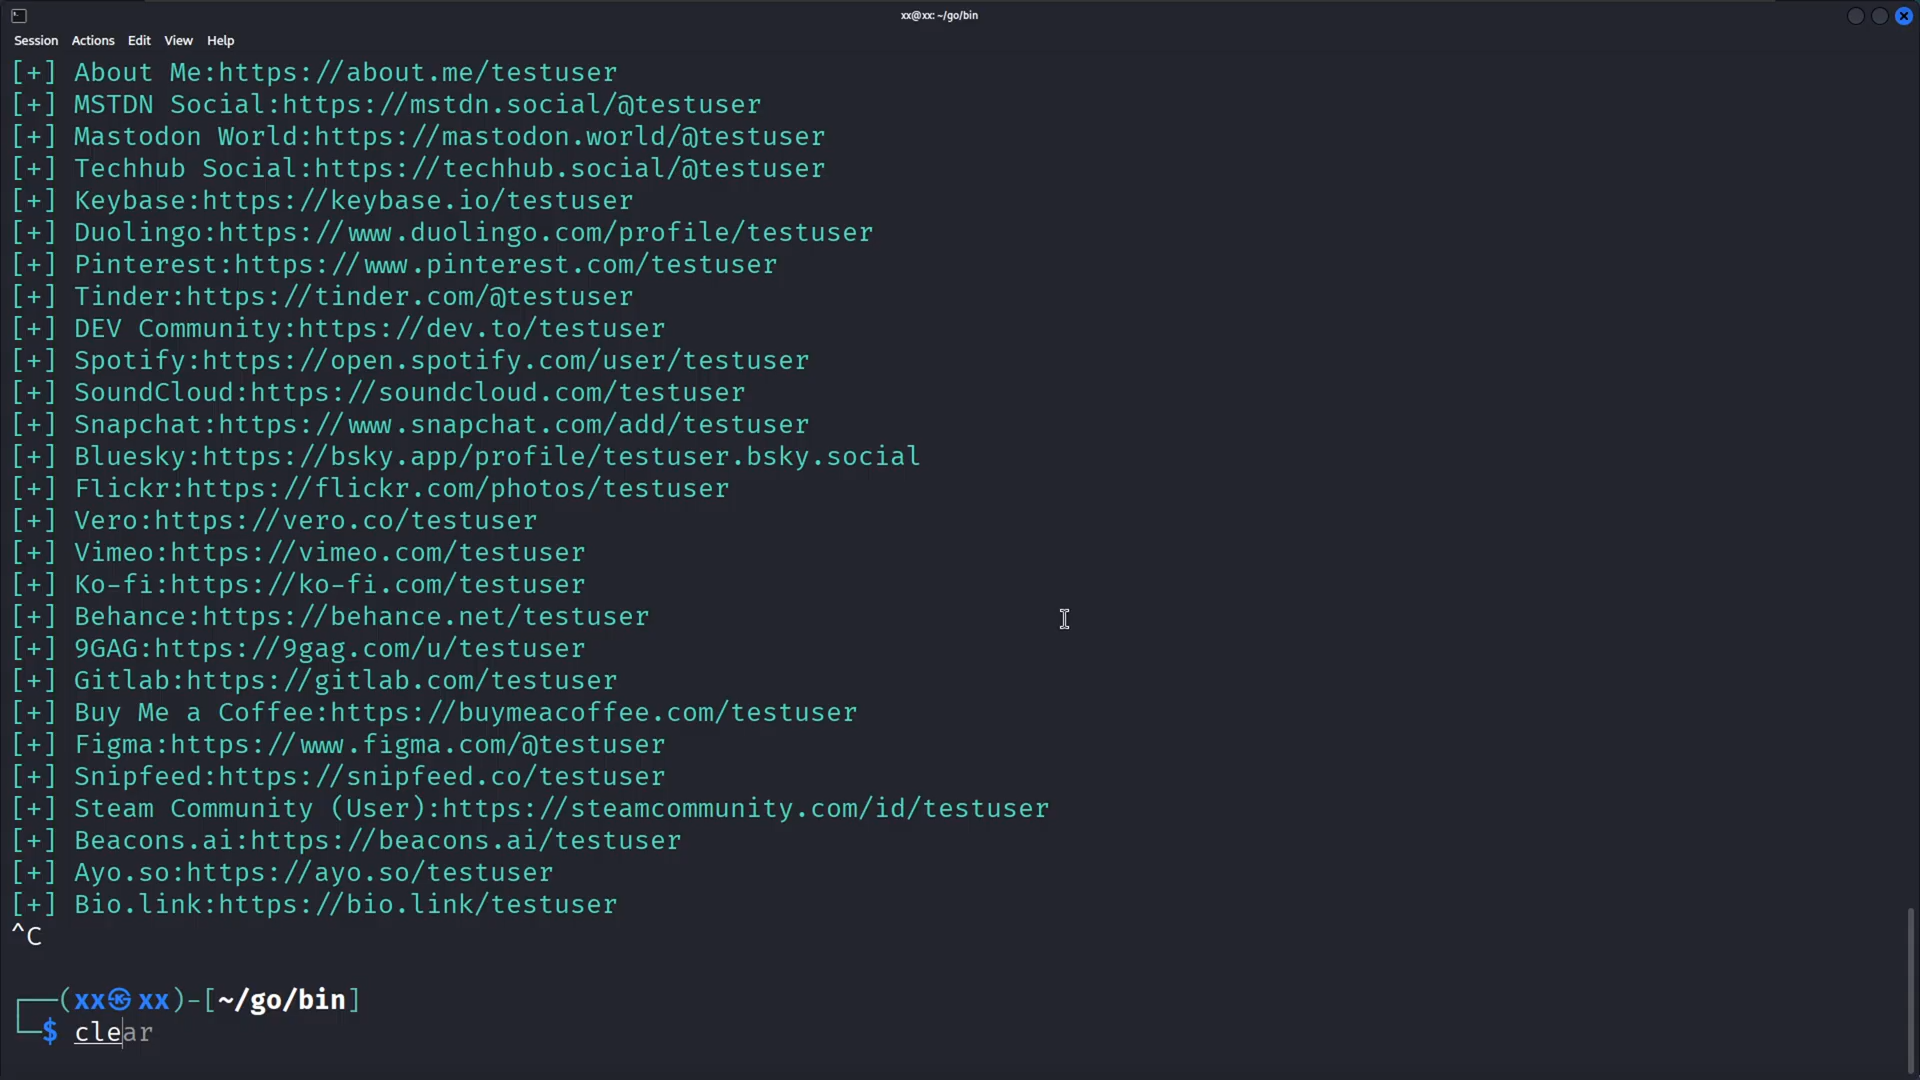 xx@xx: ~/go/bin
Session Actions Edit View Help
[+] About Me:https://about.me/testuser
[+] MSTDN Social:https://mstdn.social/@testuser
[+] Mastodon World:https://mastodon.world/@testuser
[+] Techhub Social:https://techhub.social/@testuser
[+] Keybase:https://keybase.io/testuser
[+] Duolingo:https://www.duolingo.com/profile/testuser
[+] Pinterest:https://www.pinterest.com/testuser
[+] Tinder:https://tinder.com/@testuser
[+] DEV Community:https://dev.to/testuser
[+] Spotify:https://open.spotify.com/user/testuser
[+] SoundCloud:https://soundcloud.com/testuser
[+] Snapchat:https://www.snapchat.com/add/testuser
[+] Bluesky:https://bsky.app/profile/testuser.bsky.social
[+] Flickr:https://flickr.com/photos/testuser
[+] Vero:https://vero.co/testuser
[+] Vimeo:https://vimeo.com/testuser
[+] Ko-fi:https://ko-fi.com/testuser
[+] Behance:https://behance.net/testuser
[+] 9GAG:https://9gag.com/u/testuser
[+] Gitlab:https://gitlab.com/testuser
[+] Buy Me a Coffee:https://buymeacoffee.com/testuser
[+] Figma:https://www.figma.com/@testuser
[+] Snipfeed:https://snipfeed.co/testuser
[+] Steam Community (User):https://steamcommunity.com/id/testuser
[+] Beacons.ai:https://beacons.ai/testuser
[+] Ayo.so:https://ayo.so/testuser
[+] Bio.link:https://bio.link/testuser
^C
┌──(xx㉿xx)-[~/go/bin]
└─$ clear